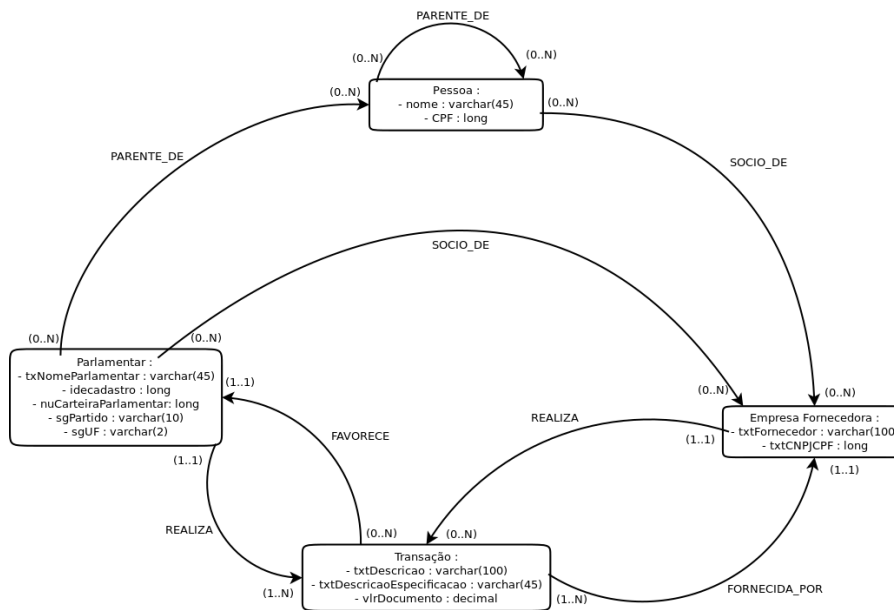 PARENTE_DE
(0..N)
(0..N)
(0..N)
Pessoa :
- nome : varchar(45)
- CPF : long
(0..N)
PARENTE_DE
SOCIO_DE
SOCIO_DE
(0..N)
(0..N)
Parlamentar :
- txNomeParlamentar : varchar(45)
- idecadastro : long
- nuCarteiraParlamentar: long
- sgPartido : varchar(10)
- sgUF : varchar(2)
(1..1)
(0..N)
(0..N)
Empresa Fornecedora :
- txtFornecedor : varchar(100
- txtCNPJCPF : long
REALIZA
(1..1)
FAVORECE
(1..1)
(1..1)
REALIZA
(0..N)
(0..N)
Transação :
- txtDescricao : varchar(100)
- txtDescricaoEspecificacao : varchar(45)
- vlrDocumento : decimal
(1..N)
(1..N)
FORNECIDA_POR